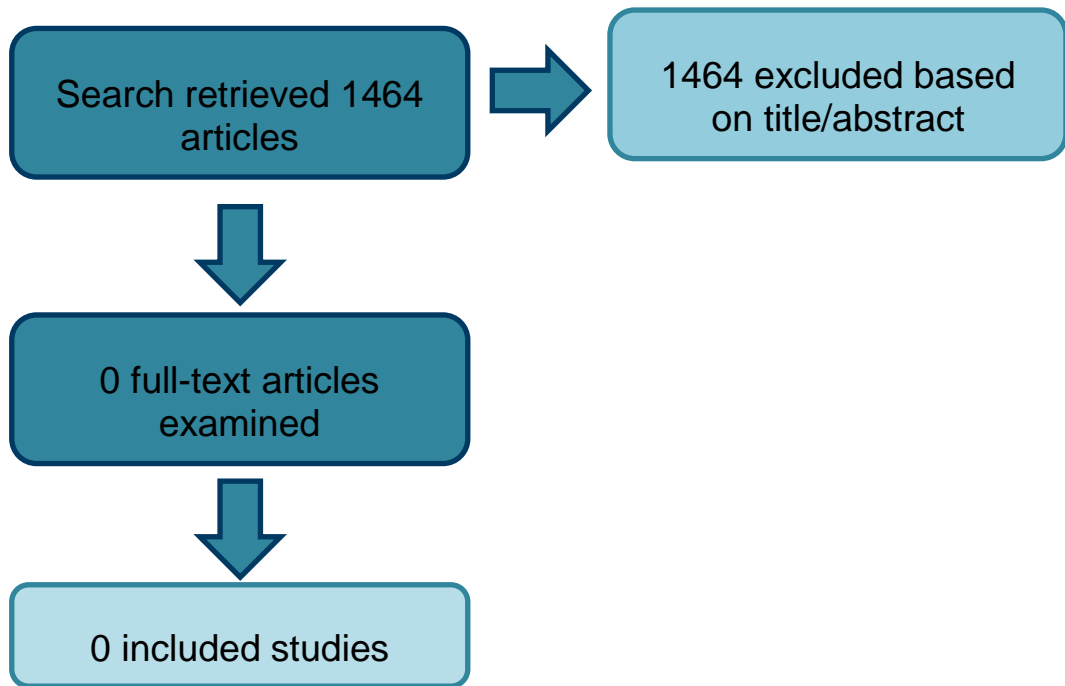 Search retrieved 1464
articles
1464 excluded based
on title/abstract
0 full-text articles
examined
0 included studies